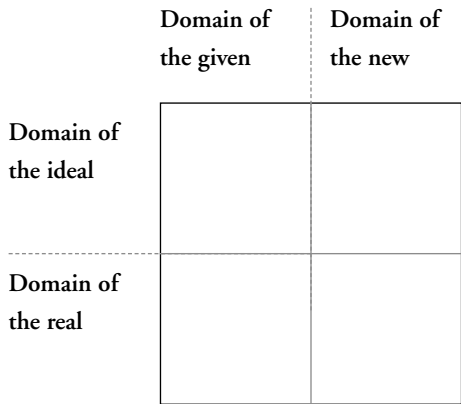 Domain of
the given
Domain of
the new
Domain of
the ideal
Domain of
the real